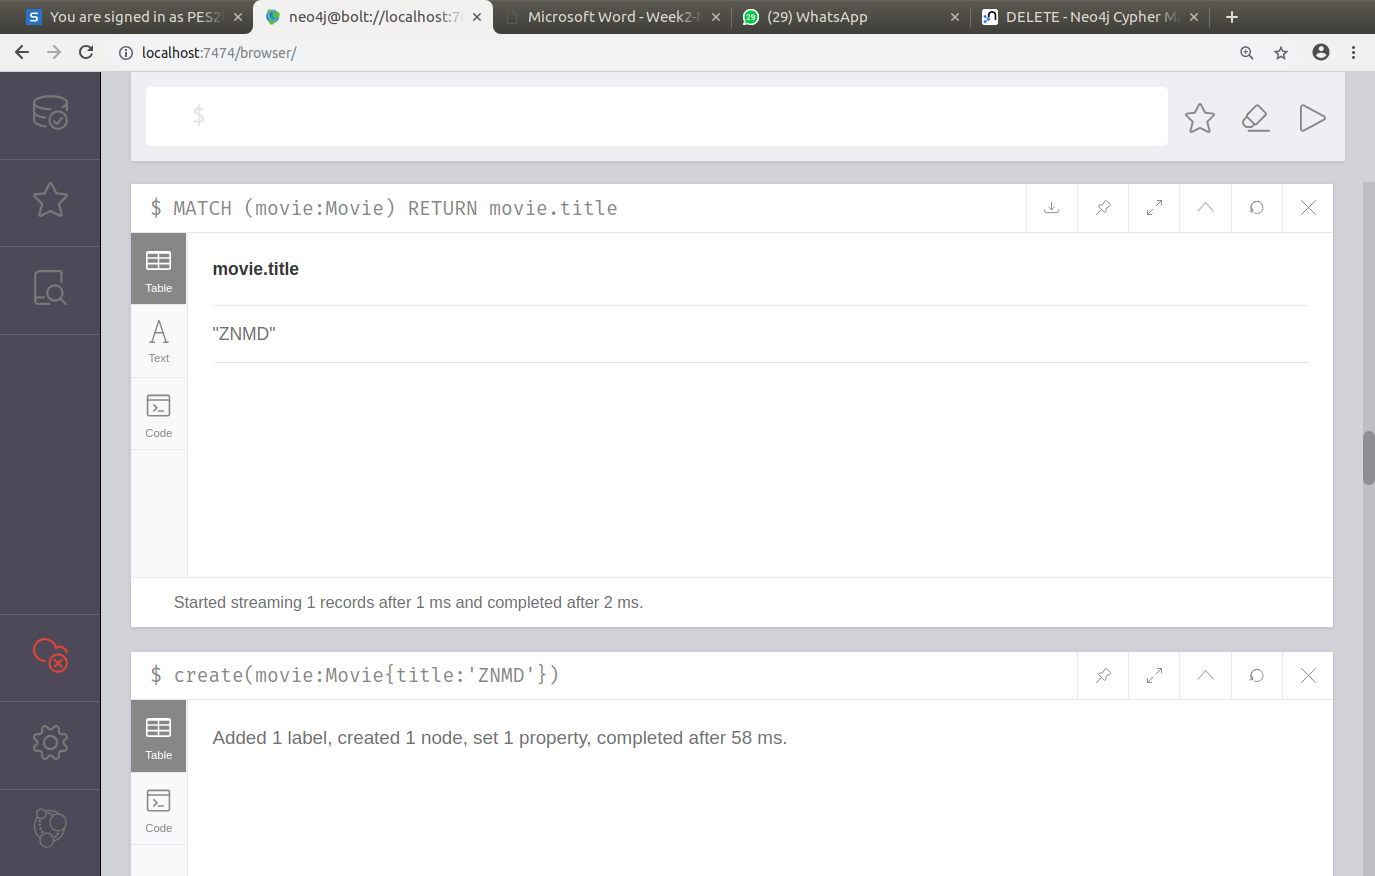 You are signed in as PES2
neo4j@bolt://localhost:7
Microsoft Word - Week2-
29
(29) WhatsApp
DELETE - Neo4j Cypher M
localhost:7474/browser/
$
$ MATCH (movie:Movie) RETURN movie.title
Table
movie.title
"ZNMD"
Text
Code
Started streaming 1 records after 1 ms and completed after 2 ms.
$ create(movie:Movie{title:'ZNMD'})
Table
Added 1 label, created 1 node, set 1 property, completed after 58 ms.
Code